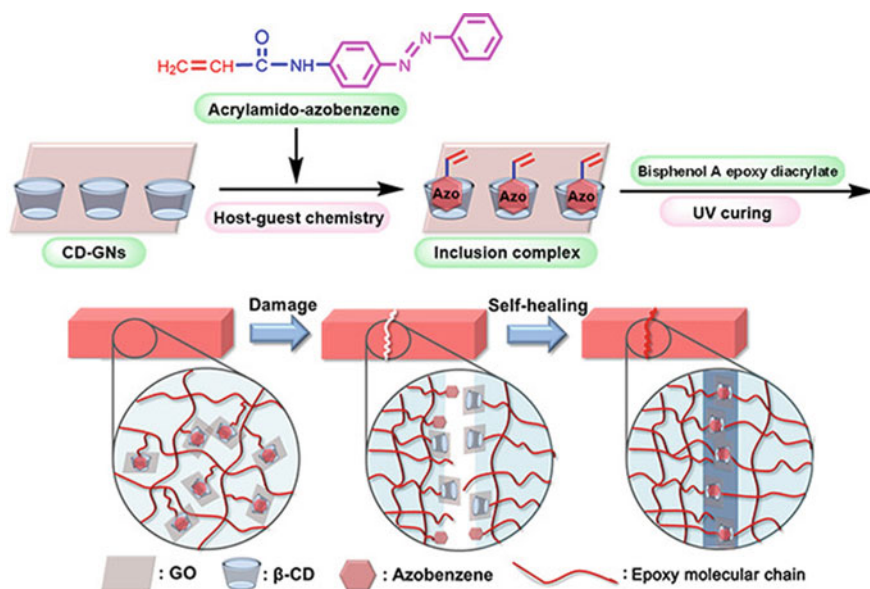 H₂C=CH-C-NH-
O
N=N
Acrylamido-azobenzene
CD-GNs
Host-guest chemistry
Azo Azo Azo
Inclusion complex
Bisphenol A epoxy diacrylate
UV curing
Damage
Self-healing
: GO : β-CD : Azobenzene : Epoxy molecular chain